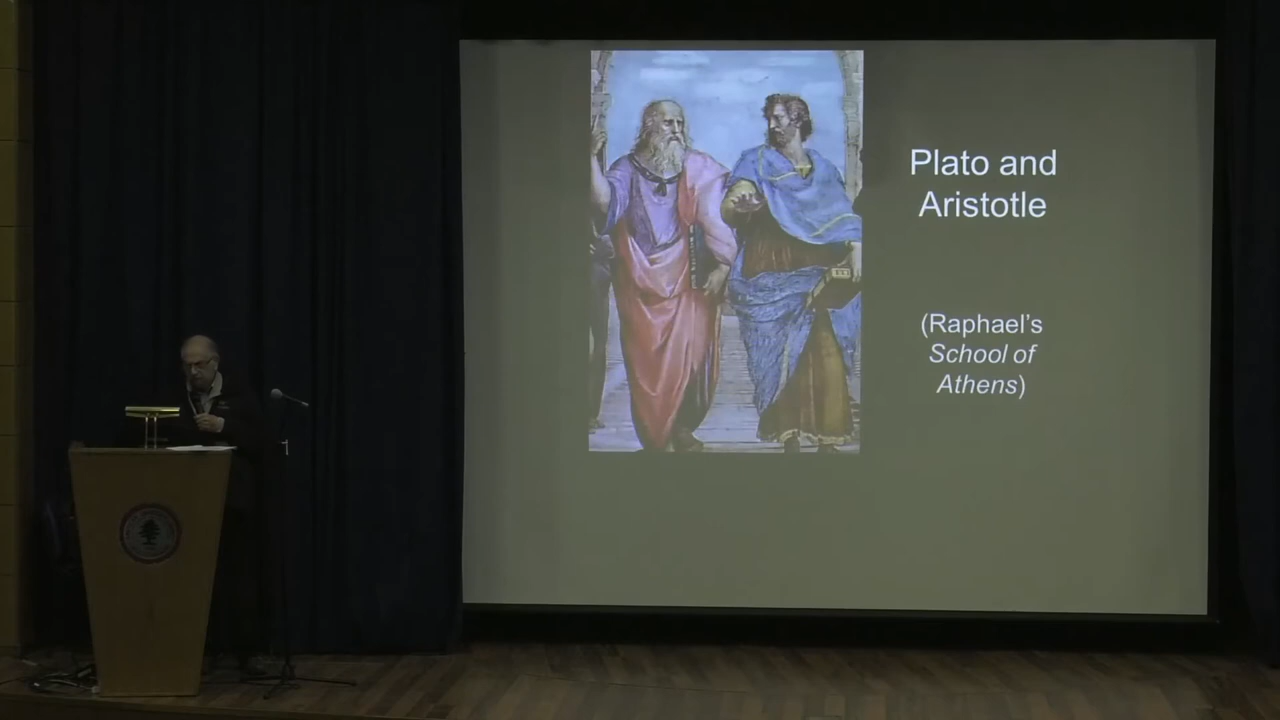 Plato and
Aristotle
(Raphael's
School of
Athens)